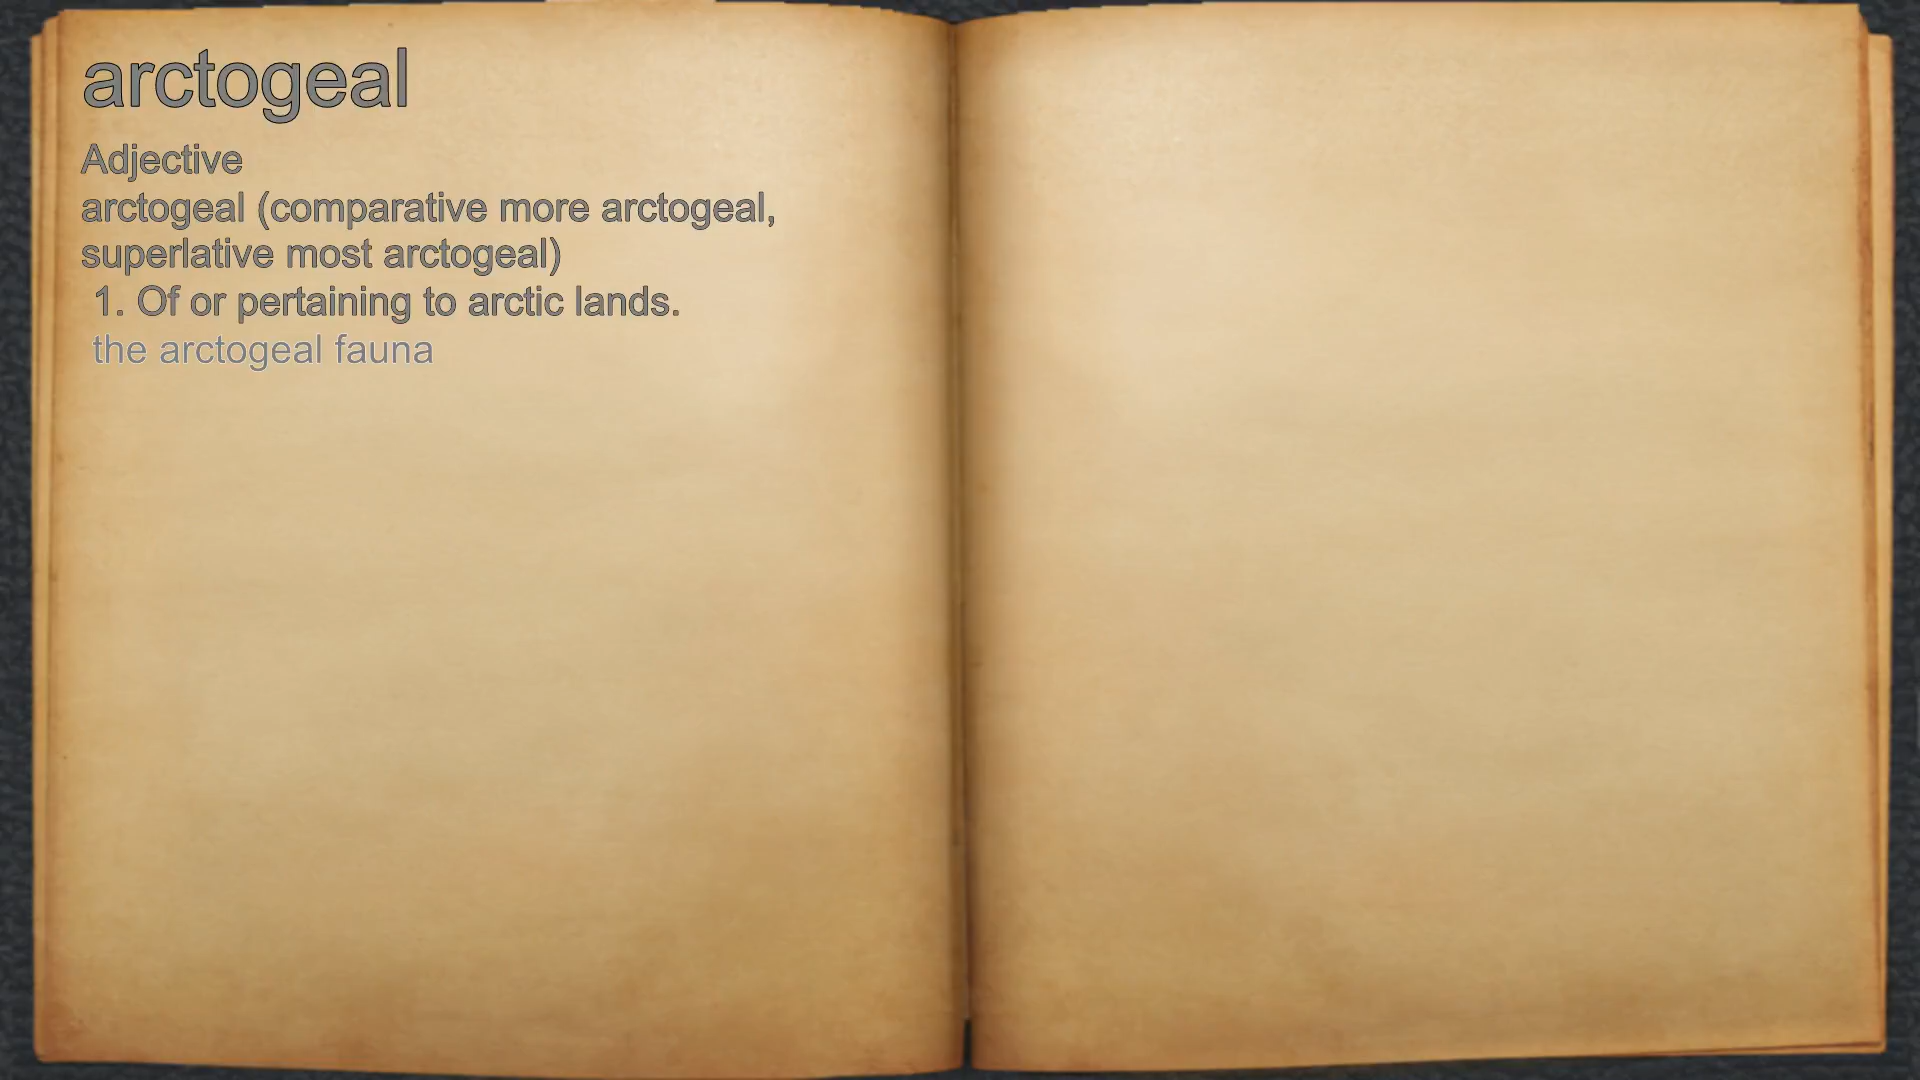 arctogeal
Adjective
arctogeal (comparative more arctogeal,
superlative most arctogeal)
1. Of or pertaining to arctic lands.
the arctogeal fauna